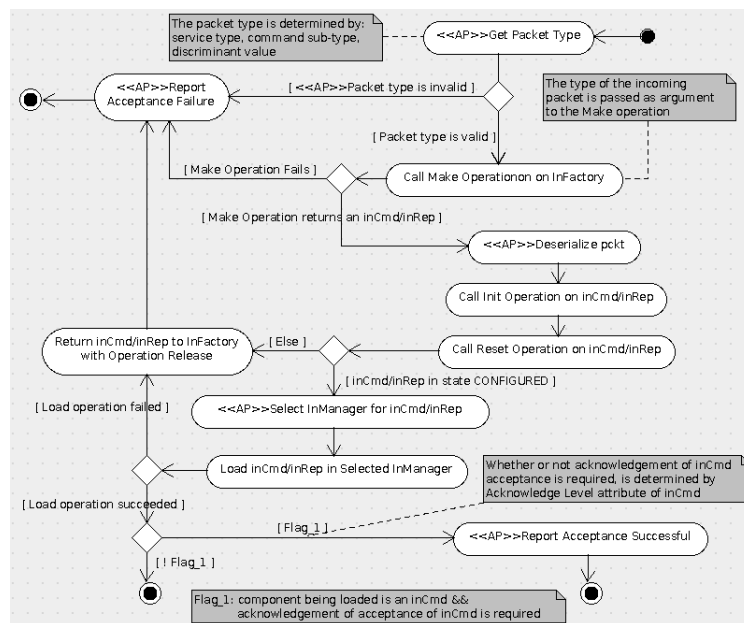 The packet type is determined by:
service type, command sub-type,
discriminant value
<<AP>>Get Packet Type
<<AP>>Report
Acceptance Failure
[ <<AP>>Packet type is invalid ]
The type of the incoming
packet is passed as argument
to the Make operation
[ Packet type is valid ]
[ Make Operation Fails ]
Call Make Operationon on InFactory
[ Make Operation returns an inCmd/inRep ]
<<AP>>Deserialize pckt
Call Init Operation on inCmd/inRep
Return inCmd/inRep to InFactory
with Operation Release
[ Else ]
Call Reset Operation on inCmd/inRep
[ inCmd/inRep in state CONFIGURED ]
[ Load operation failed ]
<<AP>>Select InManager for inCmd/inRep
Load inCmd/inRep in Selected InManager
Whether or not acknowledgement of inCmd
acceptance is required, is determined by
Acknowledge Level attribute of inCmd
[ Load operation succeeded ]
[ Flag_1 ]
<<AP>>Report Acceptance Successful
[ ! Flag_1 ]
Flag_1: component being loaded is an inCmd &&
acknowledgement of acceptance of inCmd is required